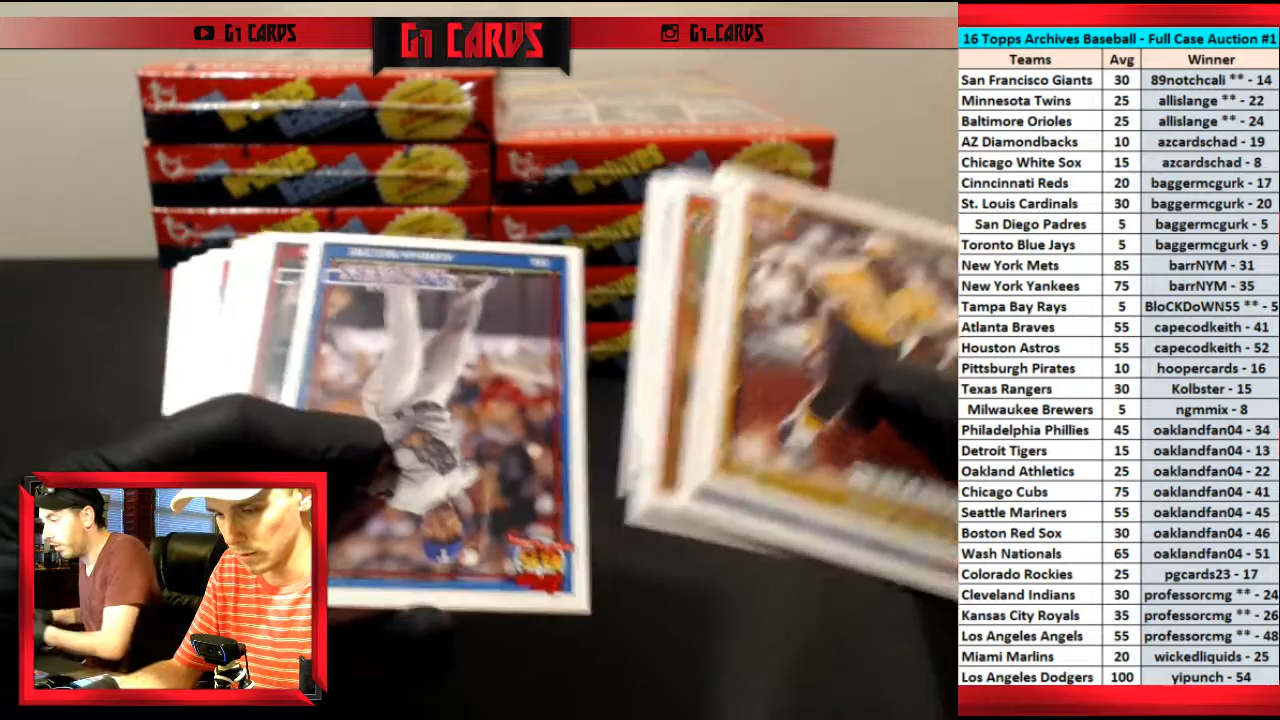 G1 CARDS
G1 CARDS
G1_CARDS
16 Topps Archives Baseball - Full Case Auction #1
Teams Avg Winner
San Francisco Giants 30 89notchcali ** - 14
Minnesota Twins 25 allislange ** - 22
Baltimore Orioles 25 allislange ** - 24
AZ Diamondbacks 10 azcardschad - 19
Chicago White Sox 15 azcardschad - 8
Cinncinnati Reds 20 baggermcgurk - 17
St. Louis Cardinals 30 baggermcgurk - 20
San Diego Padres 5 baggermcgurk - 5
Toronto Blue Jays 5 baggermcgurk - 9
New York Mets 85 barrNYM - 31
New York Yankees 75 barrNYM - 35
Tampa Bay Rays 5 BloCKDoWN55 ** - 5
Atlanta Braves 55 capecodkeith - 41
Houston Astros 55 capecodkeith - 52
Pittsburgh Pirates 10 hoopercards - 16
Texas Rangers 30 Kolbster - 15
Milwaukee Brewers 5 ngmmix - 8
Philadelphia Phillies 45 oaklandfan04 - 34
Detroit Tigers 15 oaklandfan04 - 13
Oakland Athletics 25 oaklandfan04 - 22
Chicago Cubs 75 oaklandfan04 - 41
Seattle Mariners 55 oaklandfan04 - 45
Boston Red Sox 30 oaklandfan04 - 46
Wash Nationals 65 oaklandfan04 - 51
Colorado Rockies 25 pgcards23 - 17
Cleveland Indians 30 professorcmg ** - 24
Kansas City Royals 35 professorcmg ** - 26
Los Angeles Angels 55 professorcmg ** - 48
Miami Marlins 20 wickedliquids - 25
Los Angeles Dodgers 100 yipunch - 54